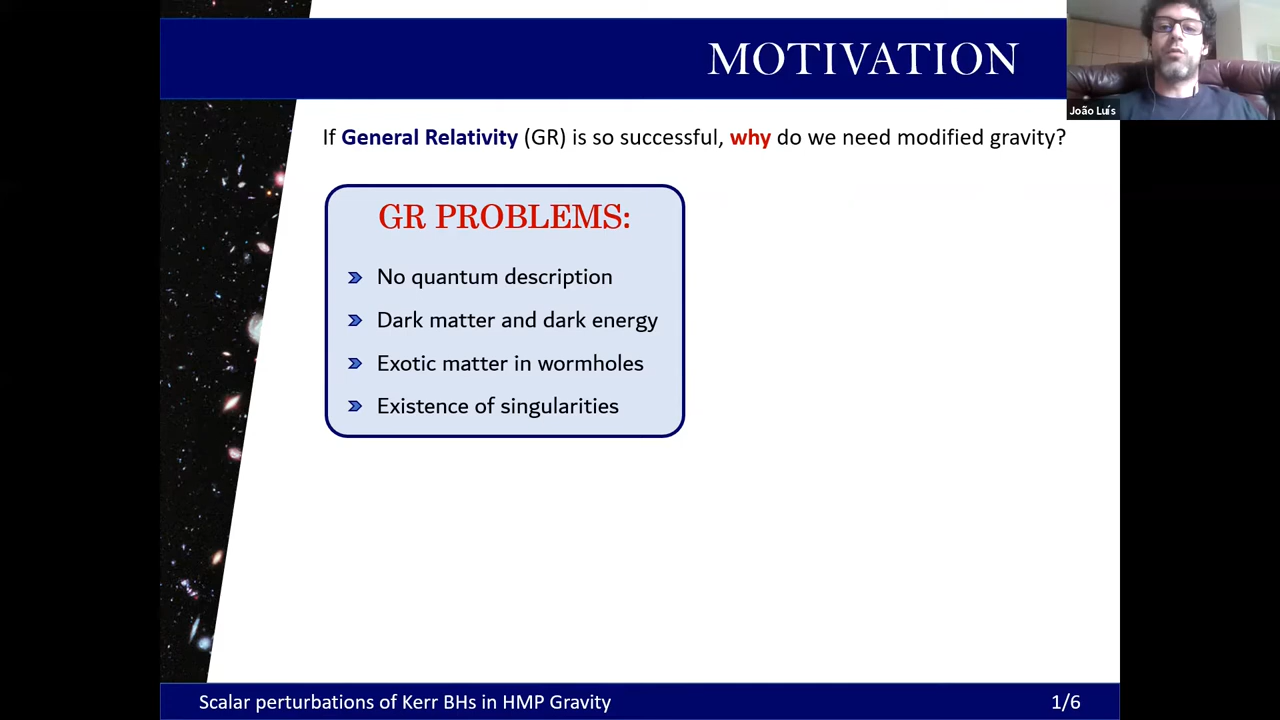 MOTIVATION
João Luís
If General Relativity (GR) is so successful, why do we need modified gravity?
GR PROBLEMS:
No quantum description
Dark matter and dark energy
Exotic matter in wormholes
Existence of singularities
Scalar perturbations of Kerr BHs in HMP Gravity
1/6